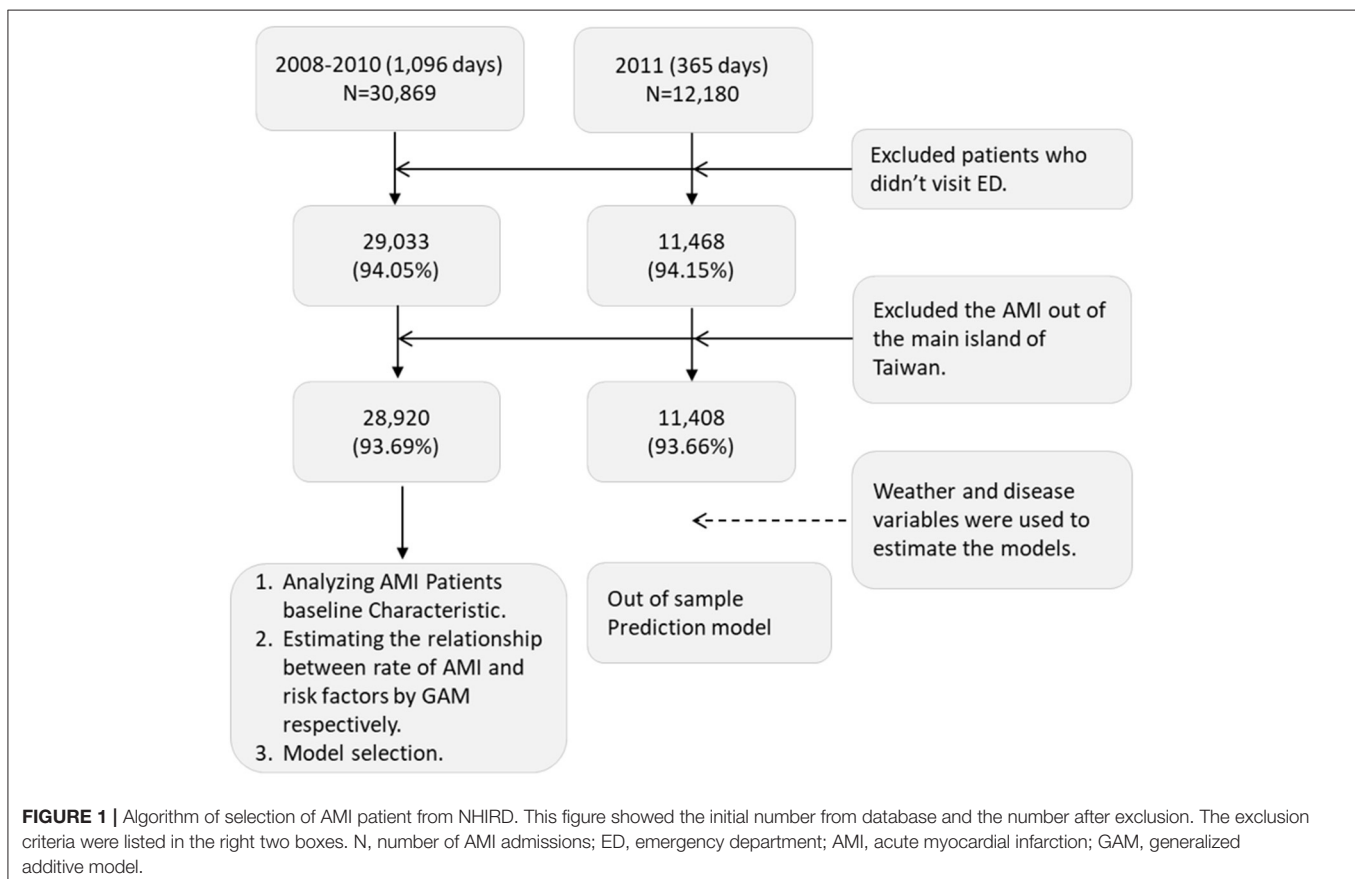 2008-2010 (1,096 days)
N=30,869
2011 (365 days)
N=12,180
Excluded patients who
didn't visit ED.
29,033
(94.05%)
11,468
(94.15%)
Excluded the AMI out of
the main island of
Taiwan.
28,920
(93.69%)
11,408
(93.66%)
Weather and disease
variables were used to
estimate the models.
1. Analyzing AMI Patients
baseline Characteristic.
2. Estimating the relationship
between rate of AMI and
risk factors by GAM
respectively.
3. Model selection.
Out of sample
Prediction model
FIGURE 1 | Algorithm of selection of AMI patient from NHIRD. This figure showed the initial number from database and the number after exclusion. The exclusion
criteria were listed in the right two boxes. N, number of AMI admissions; ED, emergency department; AMI, acute myocardial infarction; GAM, generalized
additive model.